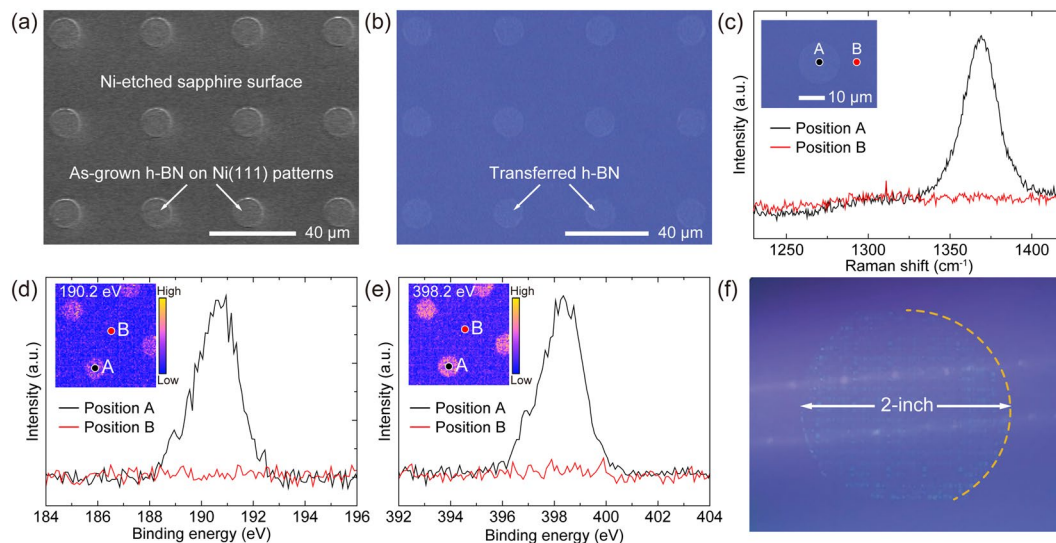 (a)
Ni-etched sapphire surface
As-grown h-BN on Ni(111) patterns
40 μm
(b)
Transferred h-BN
40 μm
(c)
A
B
10 μm
Position A
Position B
Intensity (a.u.)
1250
1300
1350
1400
Raman shift (cm⁻¹)
(d)
190.2 eV
High
Low
B
A
Position A
Position B
Intensity (a.u.)
184 186 188 190 192 194 196
Binding energy (eV)
(e)
398.2 eV
High
Low
B
A
Position A
Position B
Intensity (a.u.)
392 394 396 398 400 402 404
Binding energy (eV)
(f)
2-inch